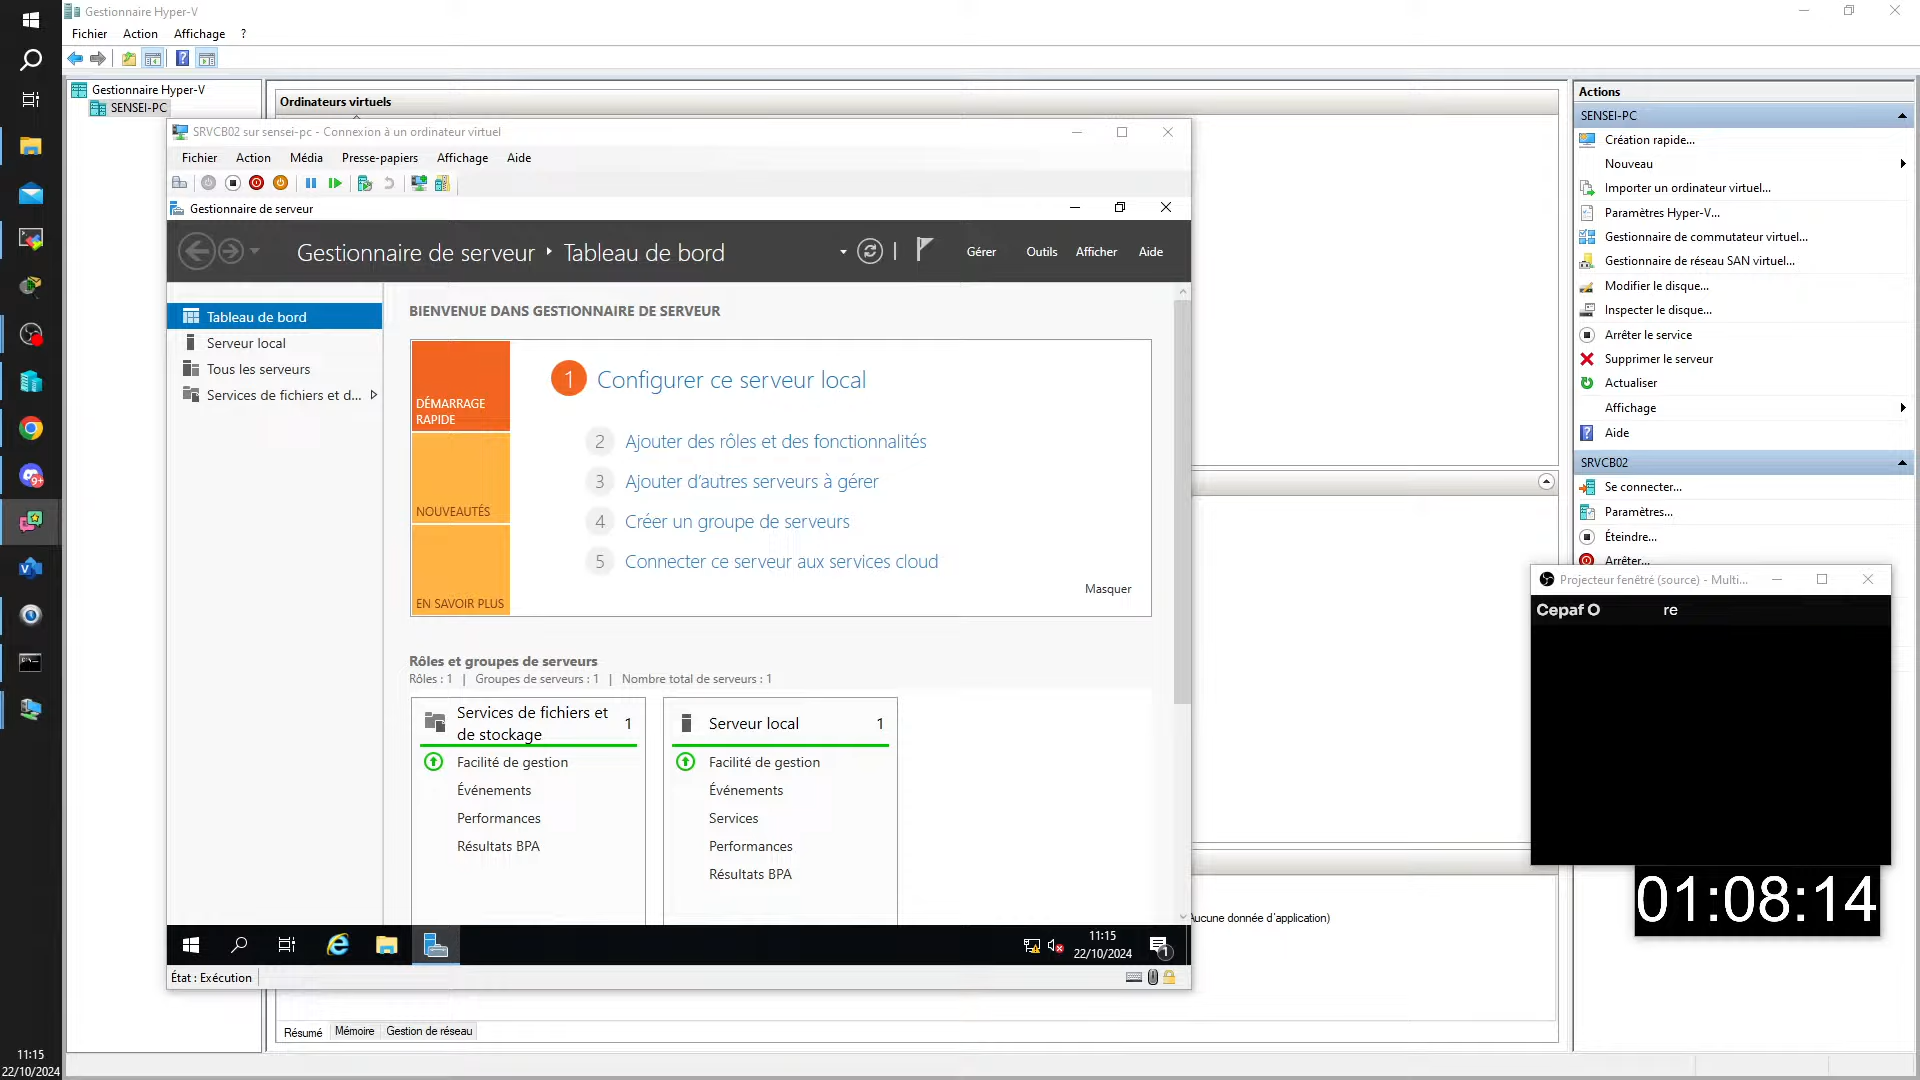 Gestionnaire Hyper-V
Fichier Action Affichage ?
Gestionnaire Hyper-V
SENSEI-PC
Ordinateurs virtuels
SRVCB02 sur sensei-pc - Connexion à un ordinateur virtuel
Fichier Action Média Presse-papiers Affichage Aide
Gestionnaire de serveur
Gestionnaire de serveur Tableau de bord
Gérer Outils Afficher Aide
Tableau de bord
Serveur local
Tous les serveurs
Services de fichiers et d...
BIENVENUE DANS GESTIONNAIRE DE SERVEUR
DÉMARRAGE
RAPIDE
NOUVEAUTÉS
EN SAVOIR PLUS
1 Configurer ce serveur local
2 Ajouter des rôles et des fonctionnalités
3 Ajouter d'autres serveurs à gérer
4 Créer un groupe de serveurs
5 Connecter ce serveur aux services cloud
Masquer
Rôles et groupes de serveurs
Rôles : 1 | Groupes de serveurs : 1 | Nombre total de serveurs : 1
Services de fichiers et
de stockage
1
Facilité de gestion
Événements
Performances
Résultats BPA
Serveur local 1
Facilité de gestion
Événements
Services
Performances
Résultats BPA
11:15
22/10/2024
1
État : Exécution
Aucune donnée d'application)
Résumé Mémoire Gestion de réseau
Actions
SENSEI-PC
Création rapide...
Nouveau
Importer un ordinateur virtuel...
Paramètres Hyper-V...
Gestionnaire de commutateur virtuel...
Gestionnaire de réseau SAN virtuel...
Modifier le disque...
Inspecter le disque...
Arrêter le service
Supprimer le serveur
Actualiser
Affichage
Aide
SRVCB02
Se connecter...
Paramètres...
Éteindre...
Arrêter...
Projecteur fenêtré (source) - Multi...
Cepaf O re
01:08:14
9+
11:15
22/10/2024